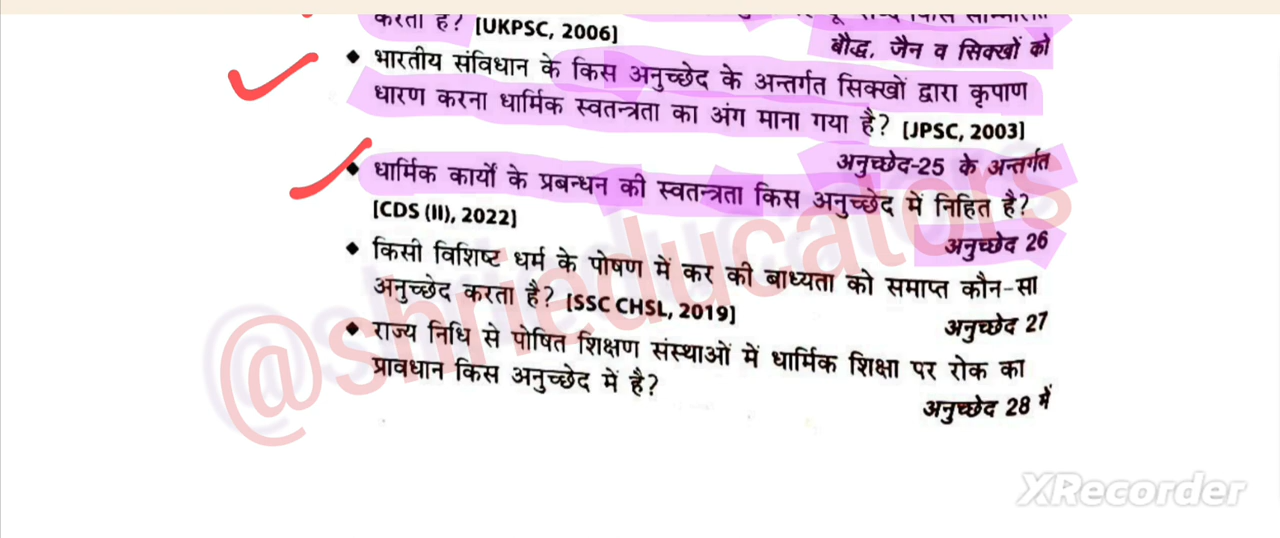 करता है? [UKPSC, 2006]
बौद्ध, जैन व सिक्खों को
◆ भारतीय संविधान के किस अनुच्छेद के अन्तर्गत सिक्खों द्वारा कृपाण
धारण करना धार्मिक स्वतन्त्रता का अंग माना गया है? [JPSC, 2003]
अनुच्छेद-25 के अन्तर्गत
◆ धार्मिक कार्यों के प्रबन्धन की स्वतन्त्रता किस अनुच्छेद में निहित है?
[CDS (II), 2022]
अनुच्छेद 26
◆ किसी विशिष्ट धर्म के पोषण में कर की बाध्यता को समाप्त कौन-सा
अनुच्छेद करता है? [SSC CHSL, 2019]
अनुच्छेद 27
◆ राज्य निधि से पोषित शिक्षण संस्थाओं में धार्मिक शिक्षा पर रोक का
प्रावधान किस अनुच्छेद में है?
अनुच्छेद 28 में
@shrieducators
XRecorder